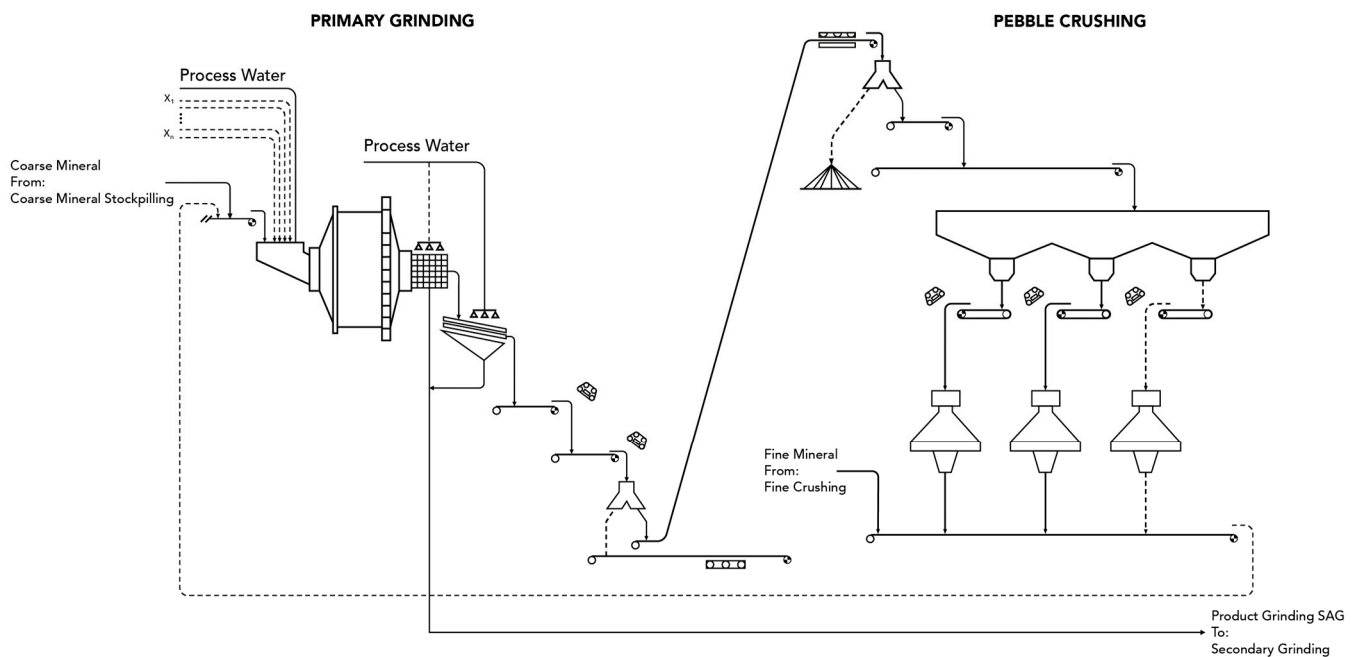 PRIMARY GRINDING
PEBBLE CRUSHING
Process Water
X1
Xn
Process Water
Coarse Mineral
From:
Coarse Mineral Stockpilling
Fine Mineral
From:
Fine Crushing
Product Grinding SAG
To:
Secondary Grinding